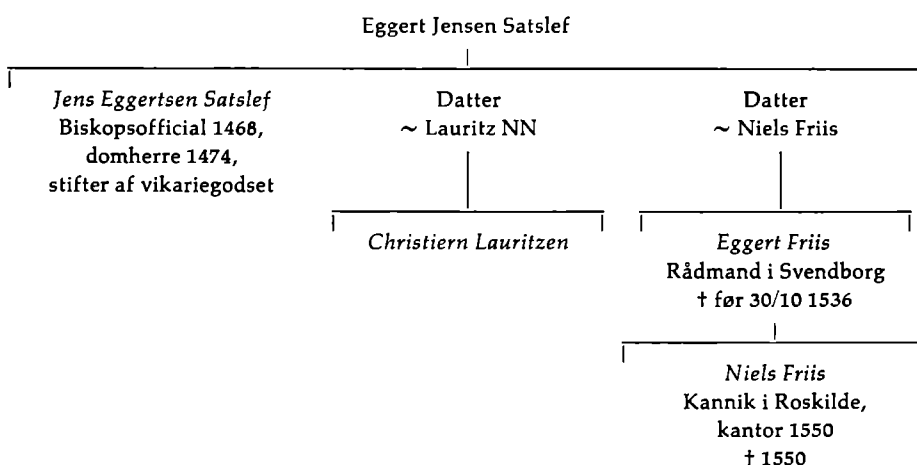 Eggert Jensen Satslef
Jens Eggertsen Satslef
Biskopsofficial 1468,
domherre 1474,
stifter af vikariegodset
Datter
~ Lauritz NN
Datter
~ Niels Friis
Christiern Lauritzen
Eggert Friis
Rådmand i Svendborg
† før 30/10 1536
Niels Friis
Kannik i Roskilde,
kantor 1550
† 1550